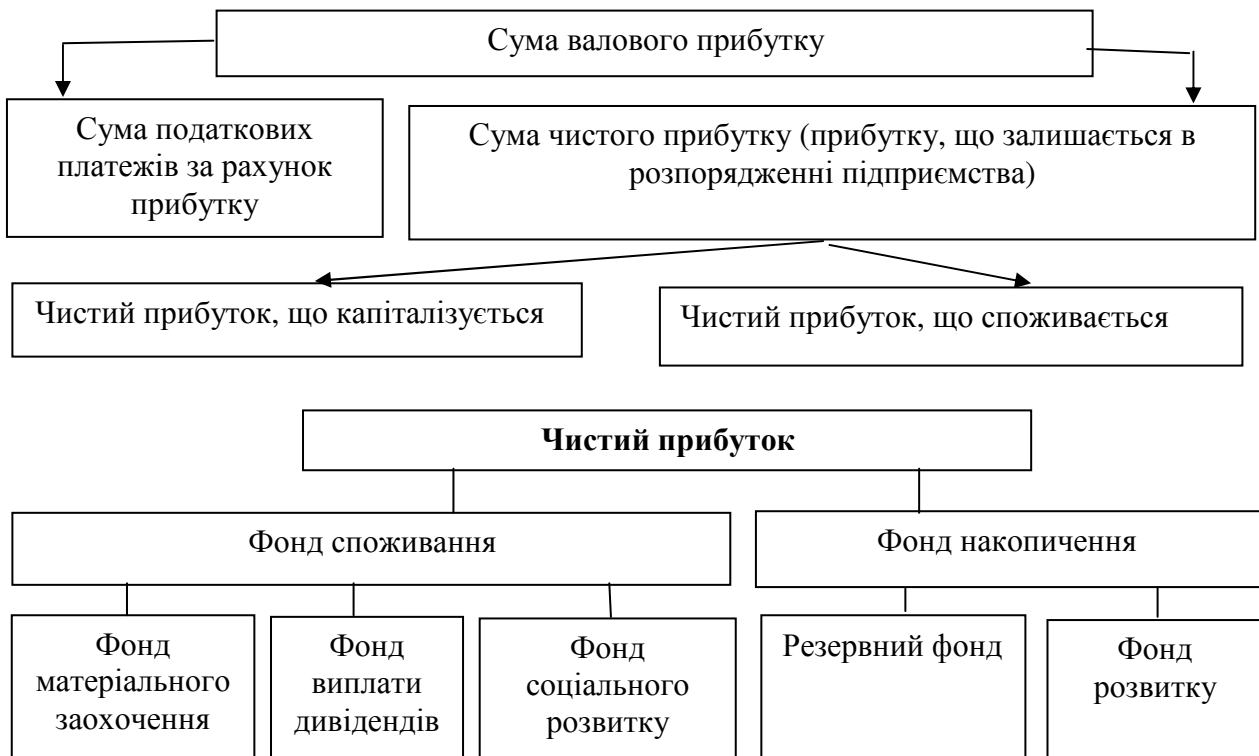 Сума валового прибутку
Сума податкових
платежів за рахунок
прибутку
Сума чистого прибутку (прибутку, що залишається в
розпорядженні підприємства)
Чистий прибуток, що капіталізується
Чистий прибуток, що споживається
Чистий прибуток
Фонд споживання
Фонд накопичення
Фонд
матеріального
заохочення
Фонд
виплати
дивідендів
Фонд
соціального
розвитку
Резервний фонд
Фонд
розвитку